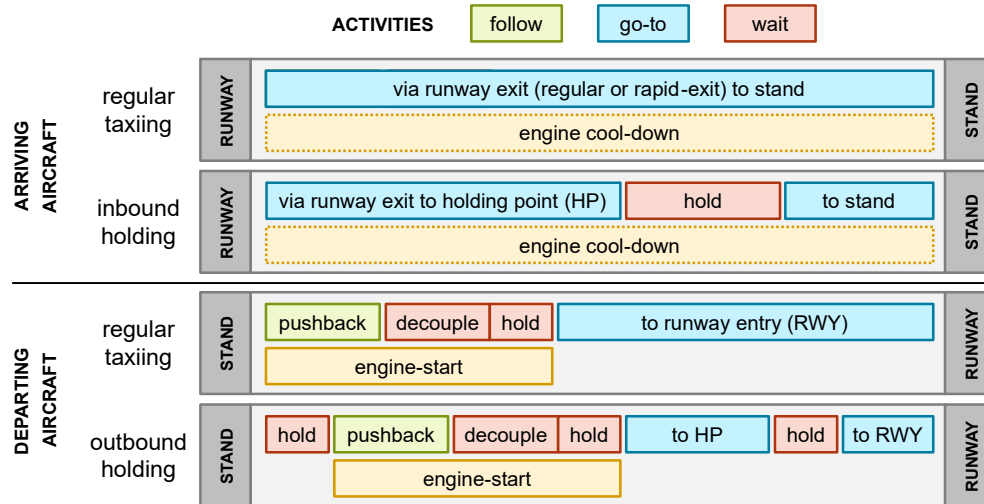 ACTIVITIES follow go-to wait
ARRIVING
AIRCRAFT
regular
taxiing
RUNWAY
via runway exit (regular or rapid-exit) to stand
engine cool-down
STAND
inbound
holding
RUNWAY
via runway exit to holding point (HP) hold to stand
engine cool-down
STAND
DEPARTING
AIRCRAFT
regular
taxiing
STAND
pushback decouple hold to runway entry (RWY)
engine-start
RUNWAY
outbound
holding
STAND
hold pushback decouple hold to HP hold to RWY
engine-start
RUNWAY